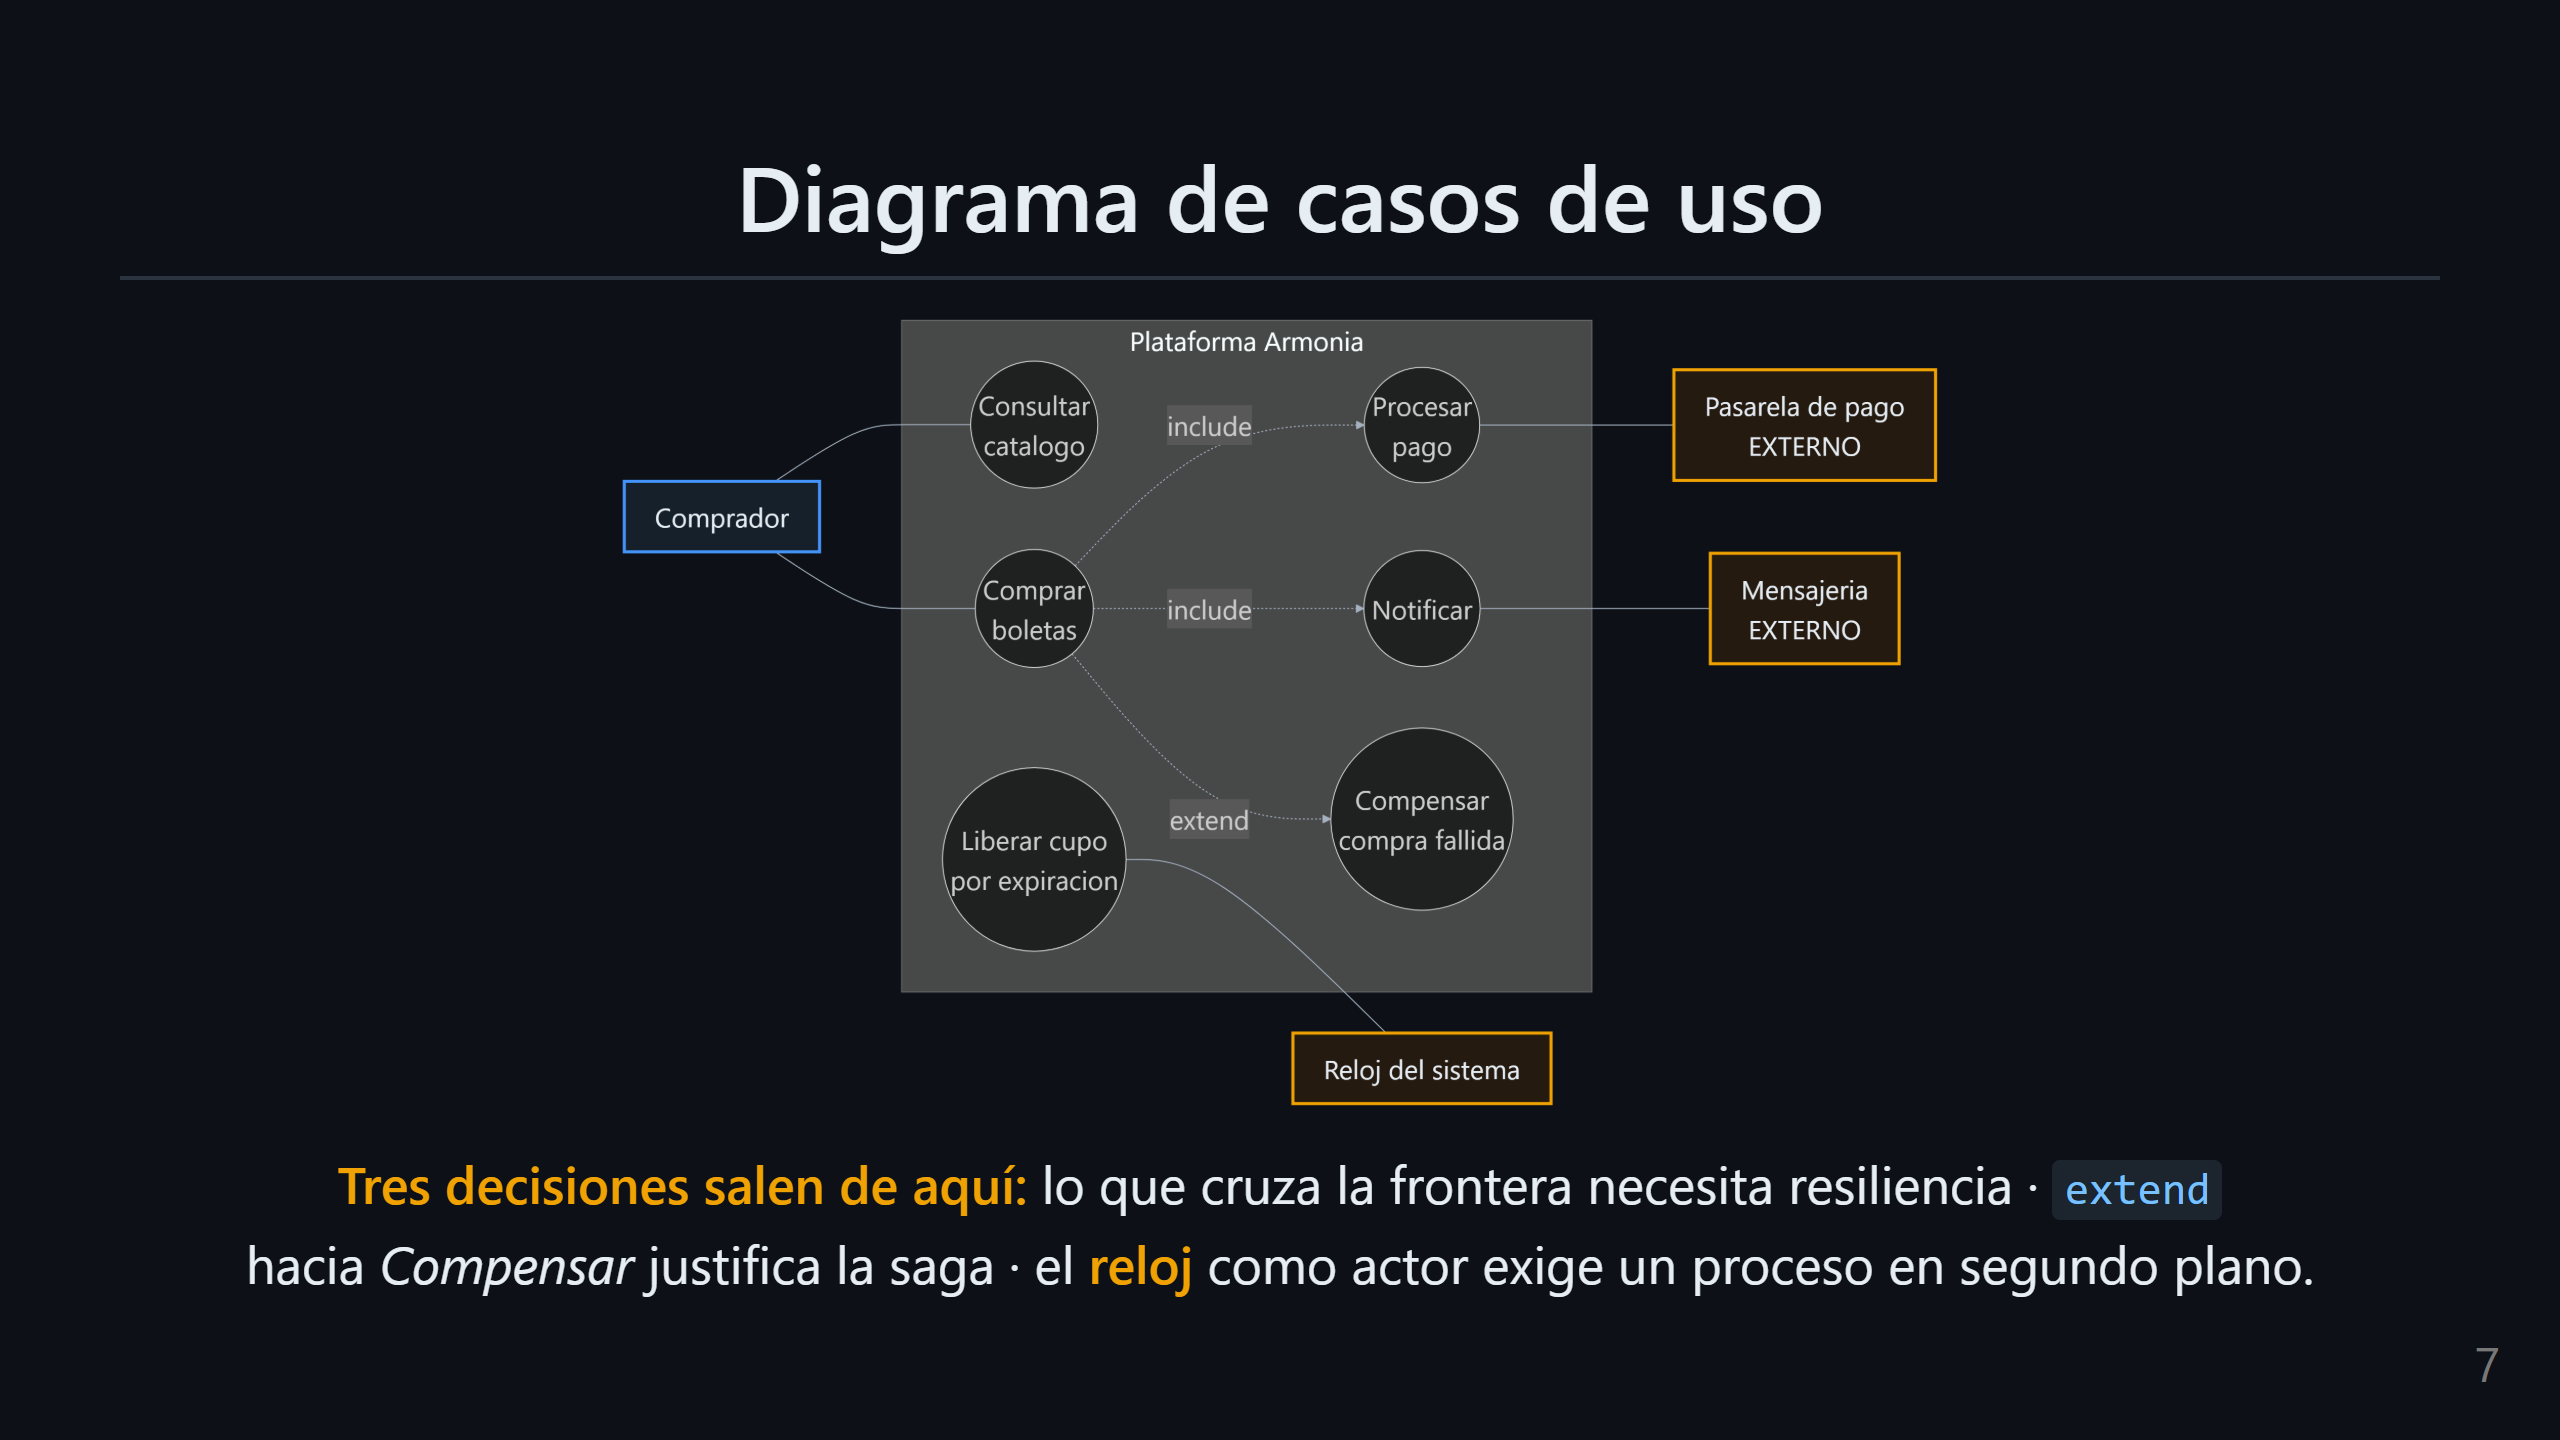 Diagrama de casos de uso
Plataforma Armonia
Consultar
catalogo
include
Procesar
pago
Pasarela de pago
EXTERNO
Comprador
Comprar
boletas
include
Notificar
Mensajeria
EXTERNO
extend
Compensar
compra fallida
Liberar cupo
por expiracion
Reloj del sistema
Tres decisiones salen de aquí: lo que cruza la frontera necesita resiliencia · extend
hacia Compensar justifica la saga · el reloj como actor exige un proceso en segundo plano.
7